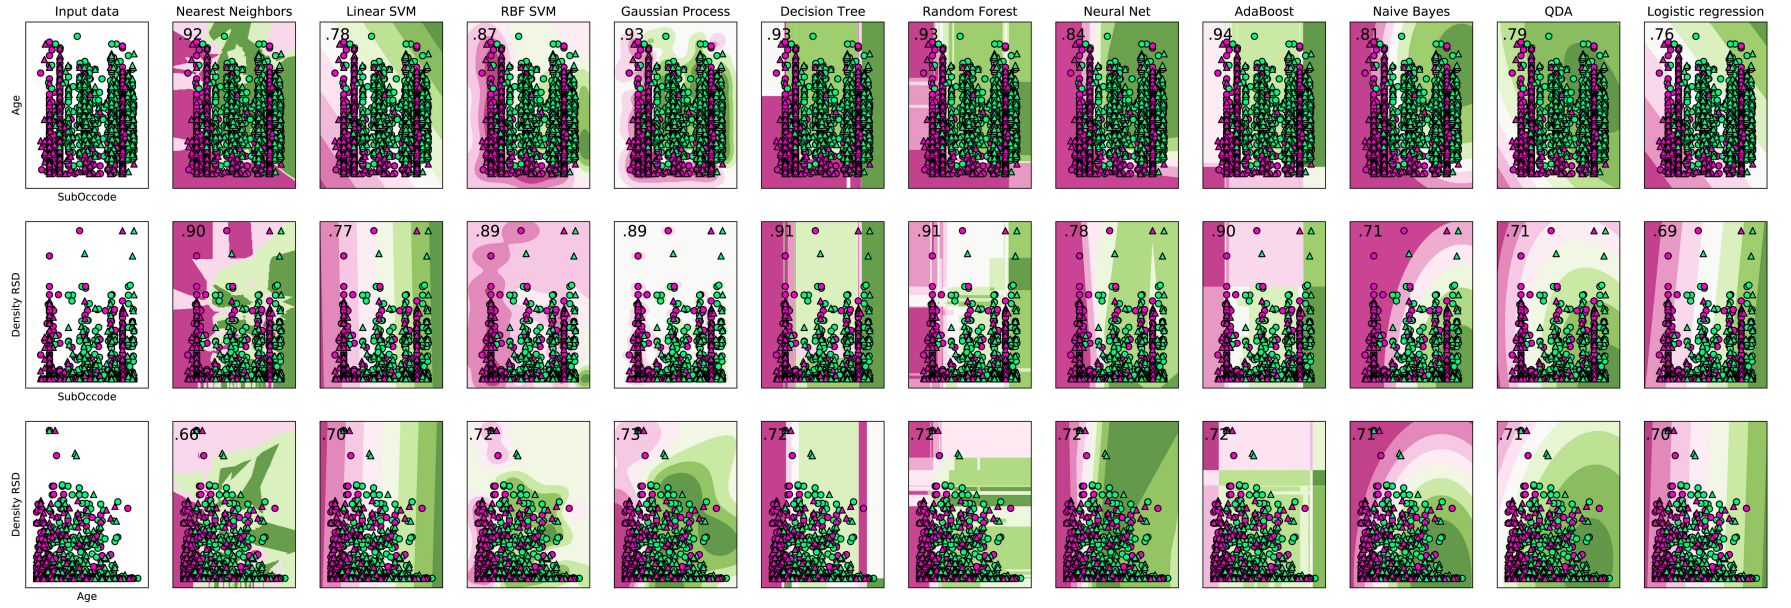 Input data Nearest Neighbors Linear SVM RBF SVM Gaussian Process Decision Tree Random Forest Neural Net AdaBoost Naive Bayes QDA Logistic regression
.92 .78 .87 .93 .93 .93 .84 .94 .81 .79 .76
Age
SubOccode
.90 .77 .89 .89 .91 .91 .78 .90 .71 .71 .69
Density RSD
SubOccode
.66 .70 .72 .73 .72 .72 .72 .72 .71 .71 .70
Density RSD
Age